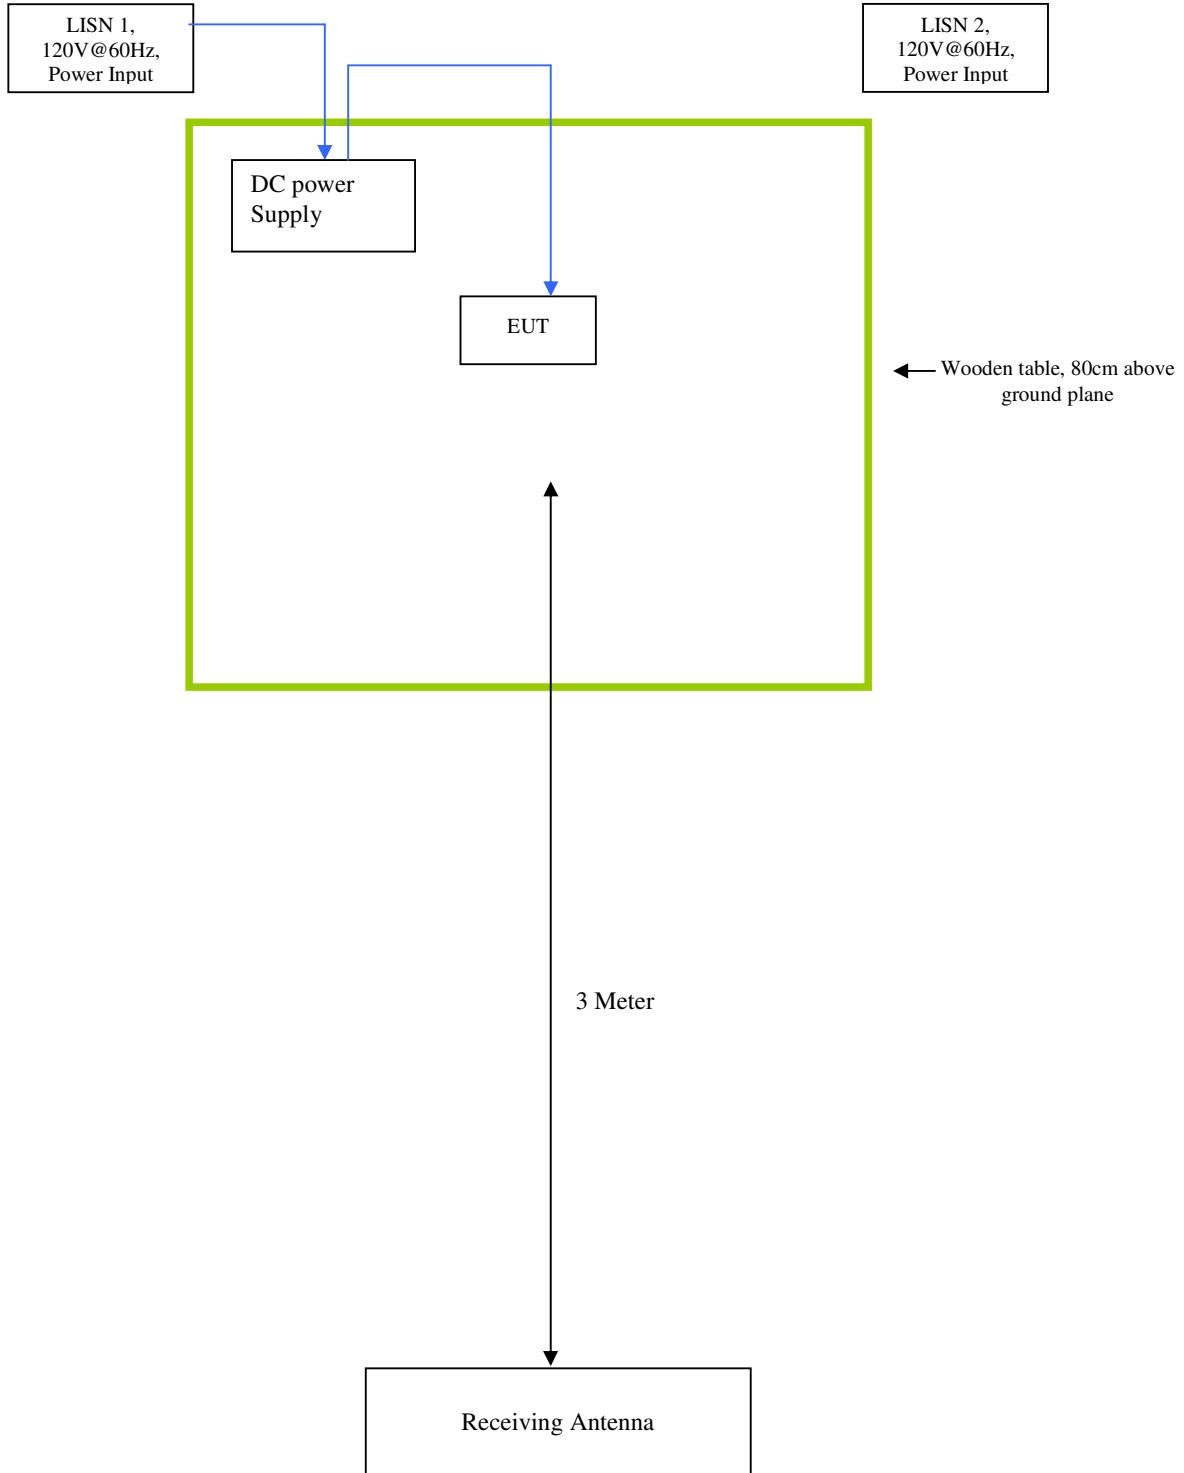 LISN 1,
120V@60Hz,
Power Input
LISN 2,
120V@60Hz,
Power Input
DC power
Supply
EUT
Wooden table, 80cm above
ground plane
3 Meter
Receiving Antenna